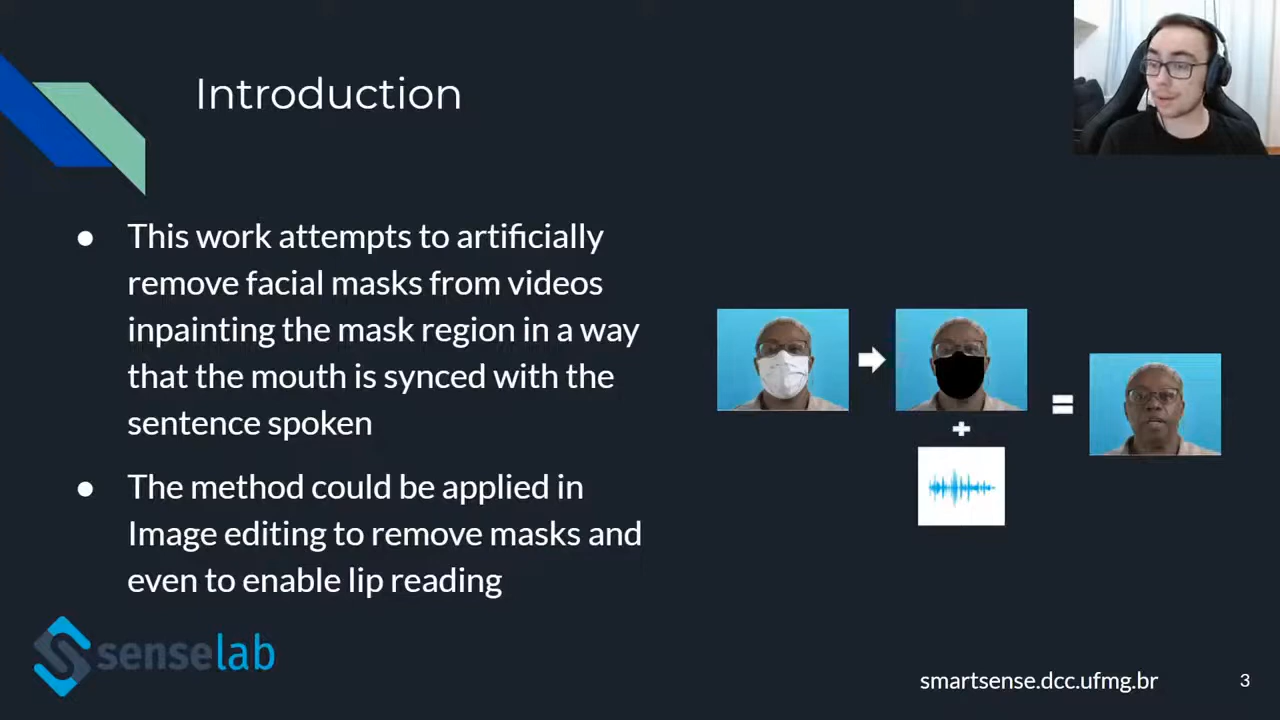 Introduction
● This work attempts to artificially
remove facial masks from videos
inpainting the mask region in a way
that the mouth is synced with the
sentence spoken
● The method could be applied in
Image editing to remove masks and
even to enable lip reading
senselab
smartsense.dcc.ufmg.br
3